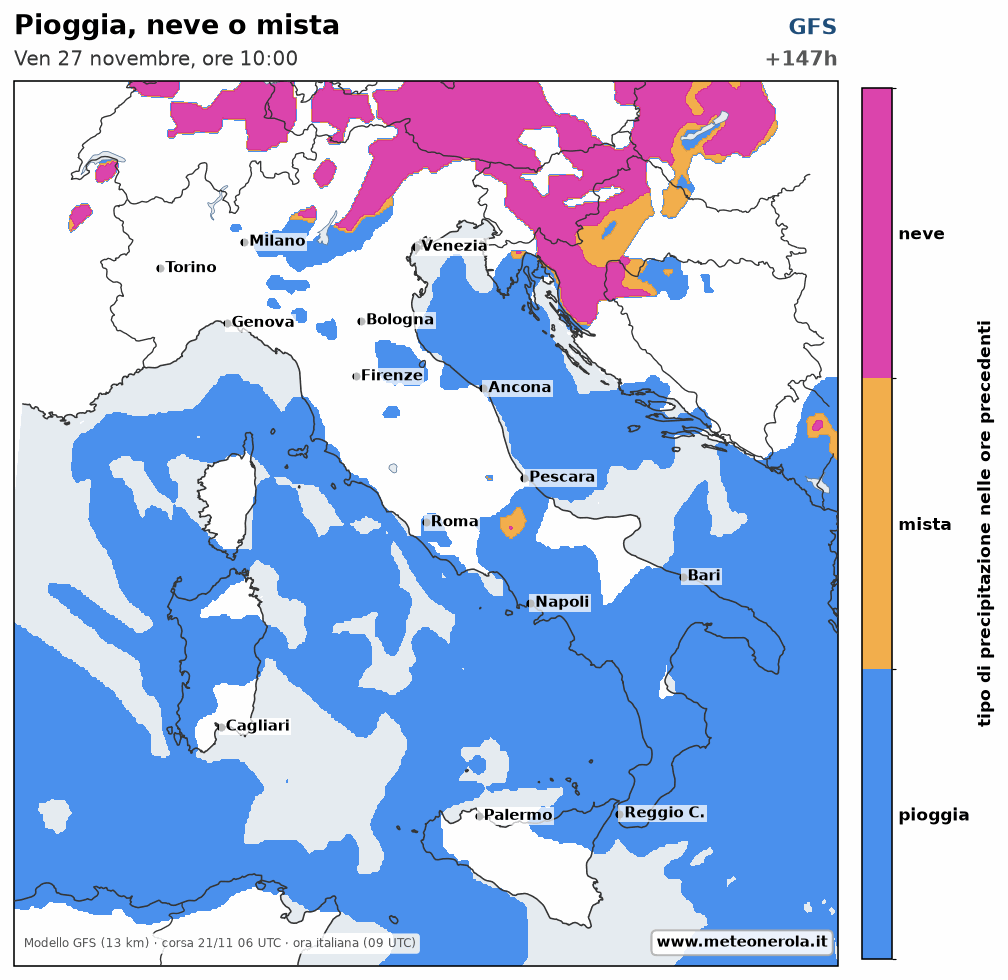 Pioggia, neve o mista
GFS
Ven 27 novembre, ore 10:00
+147h
neve
Milano
Venezia
Torino
Genova
Bologna
Firenze
Ancona
Pescara
Roma
mista
Bari
Napoli
Cagliari
Palermo
Reggio C.
pioggia
tipo di precipitazione nelle ore precedenti
Modello GFS (13 km) · corsa 21/11 06 UTC · ora italiana (09 UTC)
www.meteonerola.it